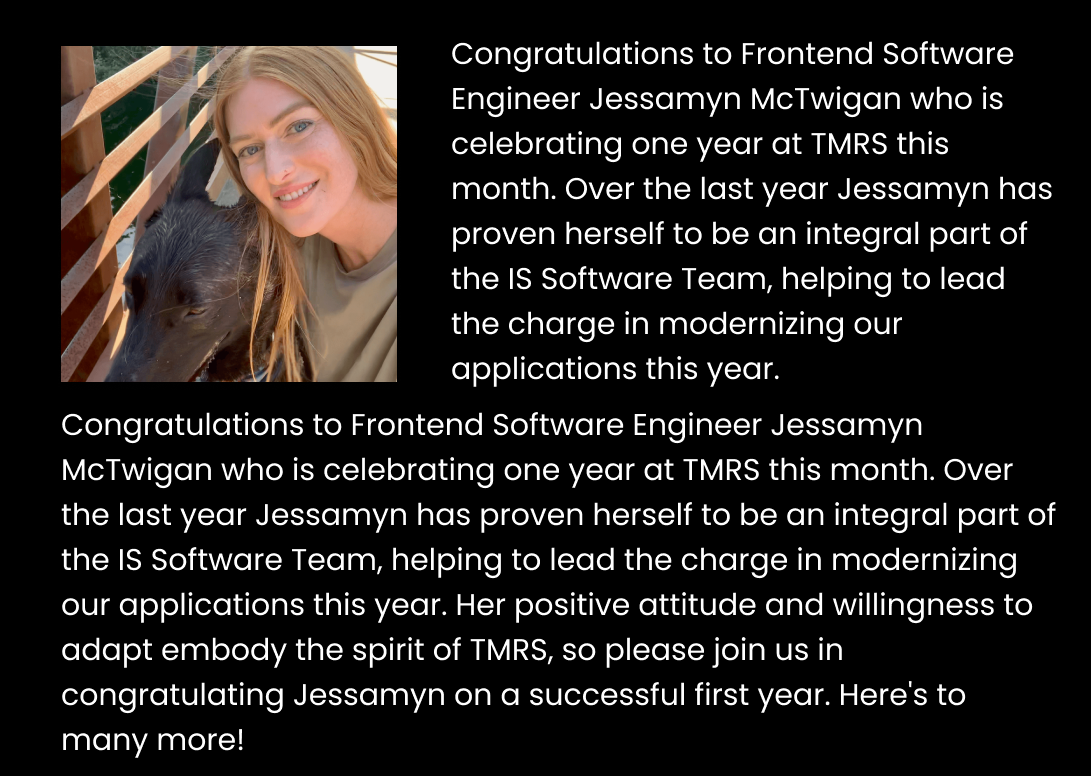 Congratulations to Frontend Software
Engineer Jessamyn McTwigan who is
celebrating one year at TMRS this
month. Over the last year Jessamyn has
proven herself to be an integral part of
the IS Software Team, helping to lead
the charge in modernizing our
applications this year.
Congratulations to Frontend Software Engineer Jessamyn
McTwigan who is celebrating one year at TMRS this month. Over
the last year Jessamyn has proven herself to be an integral part of
the IS Software Team, helping to lead the charge in modernizing
our applications this year. Her positive attitude and willingness to
adapt embody the spirit of TMRS, so please join us in
congratulating Jessamyn on a successful first year. Here's to
many more!